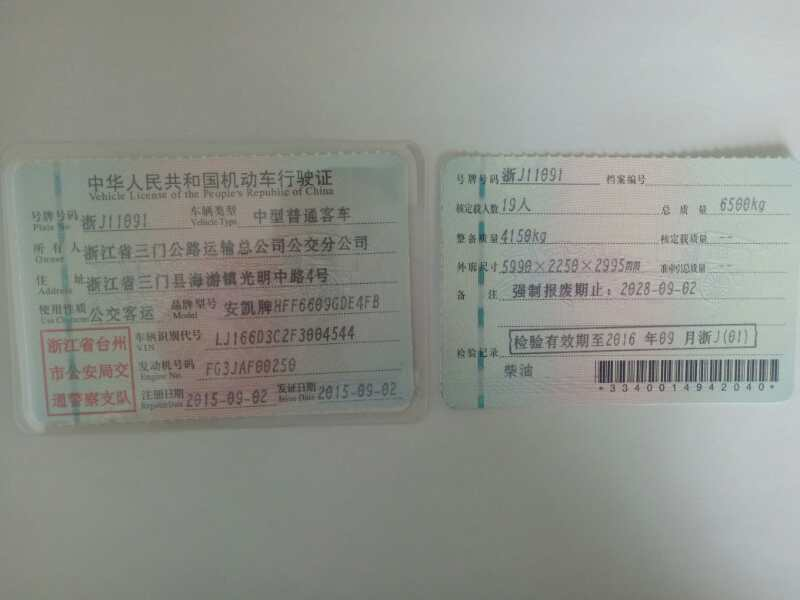 中华人民共和国机动车行驶证
Vehicle License of the People's Republic of China
号牌号码 浙J11091 车辆类型 中型普通客车
Plate No. Vehicle Type
所有人 浙江省三门公路运输总公司公交分公司
Owner
住址 浙江省三门县海游镇光明中路4号
Address
使用性质 公交客运 品牌型号 安凯牌HFF6609GDE4FB
Use Character Model
浙江省台州市公安局交通警察支队
车辆识别代号 LJ166D3C2F3004544
VIN
发动机号码 FG3JAF00250
Engine No.
注册日期 2015-09-02 发证日期 2015-09-02
Register Date Issue Date
号牌号码 浙J11091 档案编号
核定载人数 19人 总质量 6500kg
整备质量 4150kg 核定载质量 --
外廓尺寸 5990×2250×2995mm 准牵引总质量 --
备注 强制报废期止：2028-09-02
检验记录 检验有效期至2016年09月浙J(01)
柴油
*3340014942040*